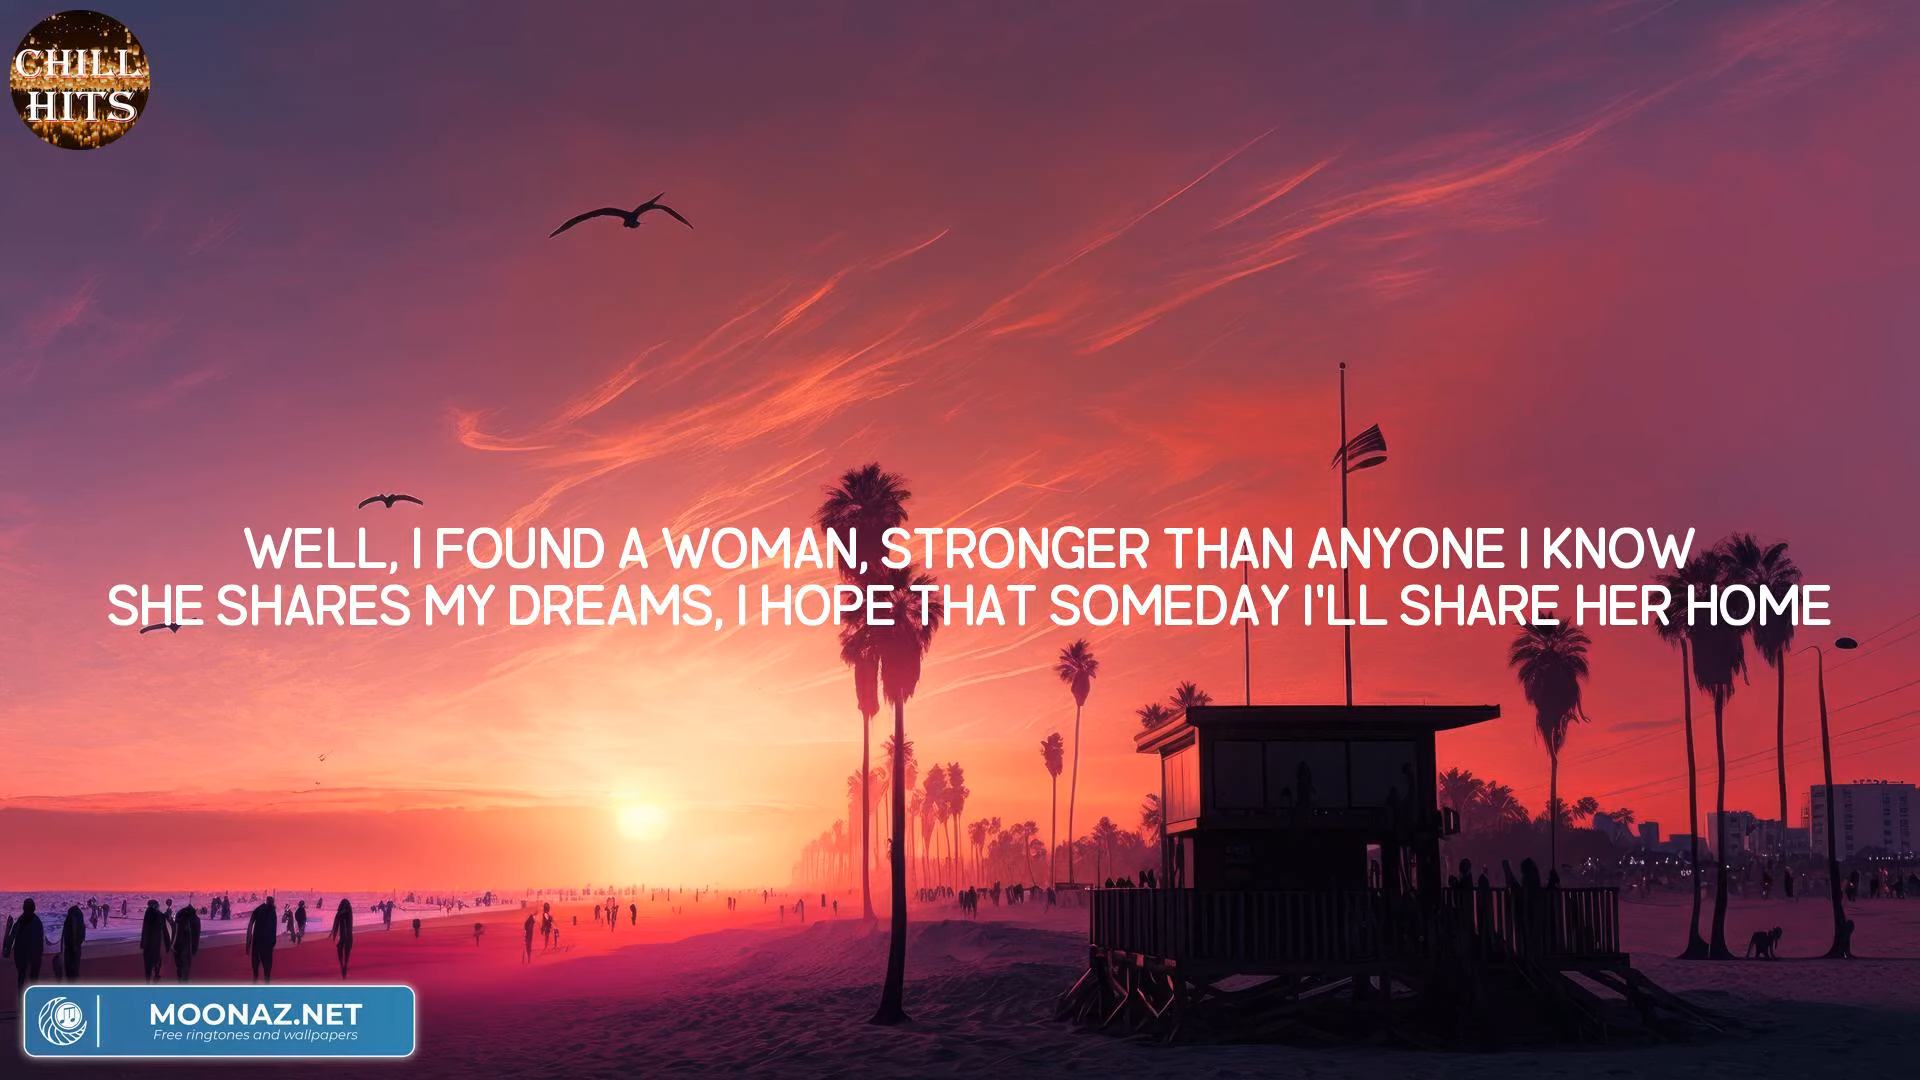 CHILL
HITS
WELL, I FOUND A WOMAN, STRONGER THAN ANYONE I KNOW
SHE SHARES MY DREAMS, I HOPE THAT SOMEDAY I'LL SHARE HER HOME
MOONAZ.NET
Free ringtones and wallpapers